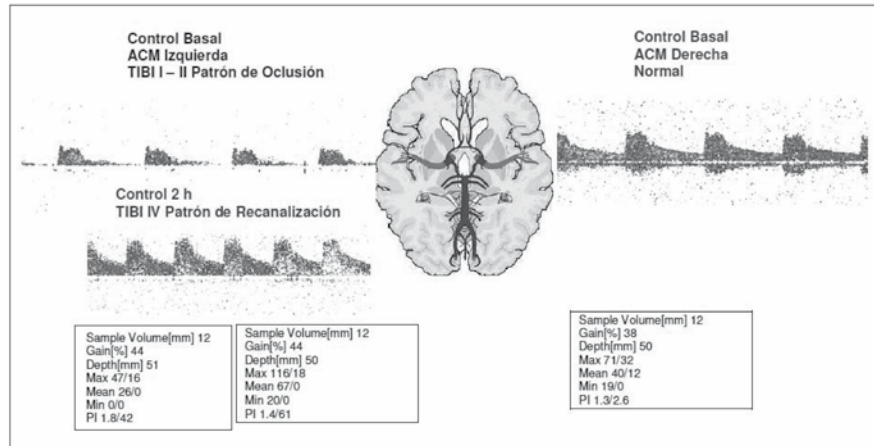 Control Basal
ACM Izquierda
TIBI I – II Patrón de Oclusión
Control Basal
ACM Derecha
Normal
Control 2 h
TIBI IV Patrón de Recanalización
Sample Volume[mm] 12
Gain[%] 44
Depth[mm] 51
Max 47/16
Mean 26/0
Min 0/0
PI 1.8/42
Sample Volume[mm] 12
Gain[%] 44
Depth[mm] 50
Max 116/18
Mean 67/0
Min 20/0
PI 1.4/61
Sample Volume[mm] 12
Gain[%] 38
Depth[mm] 50
Max 71/32
Mean 40/12
Min 19/0
PI 1.3/2.6